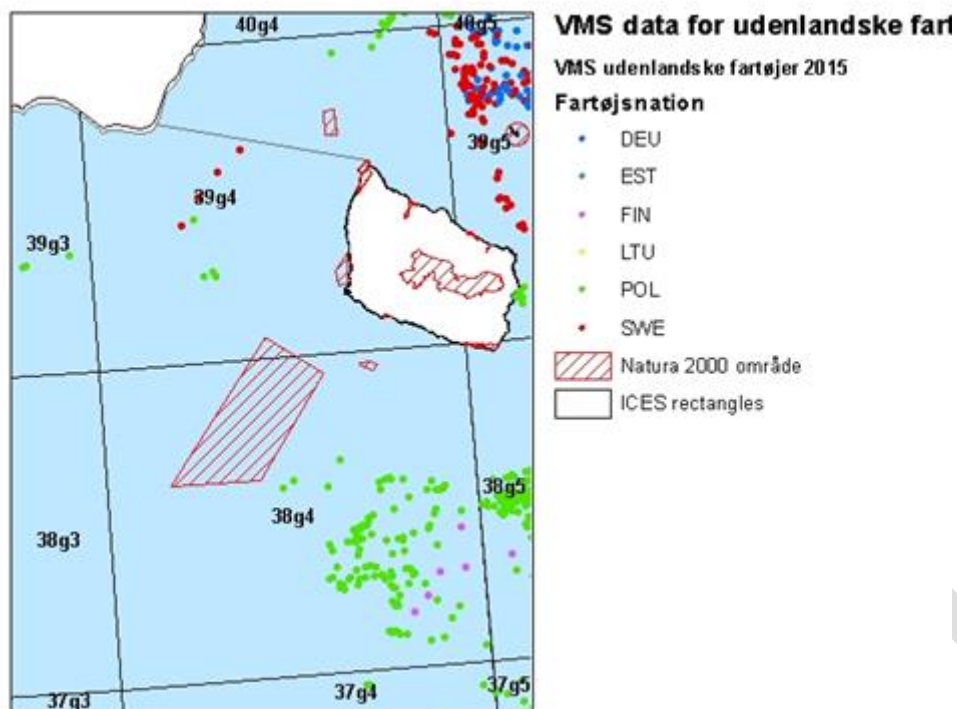 VMS data for udenlandske fart
VMS udenlandske fartøjer 2015
Fartøjsnation
DEU
EST
FIN
LTU
POL
SWE
Natura 2000 område
ICES rectangles
40g4
40g5
39g5
39g4
39g3
38g5
38g4
38g3
37g3
37g4
37g5